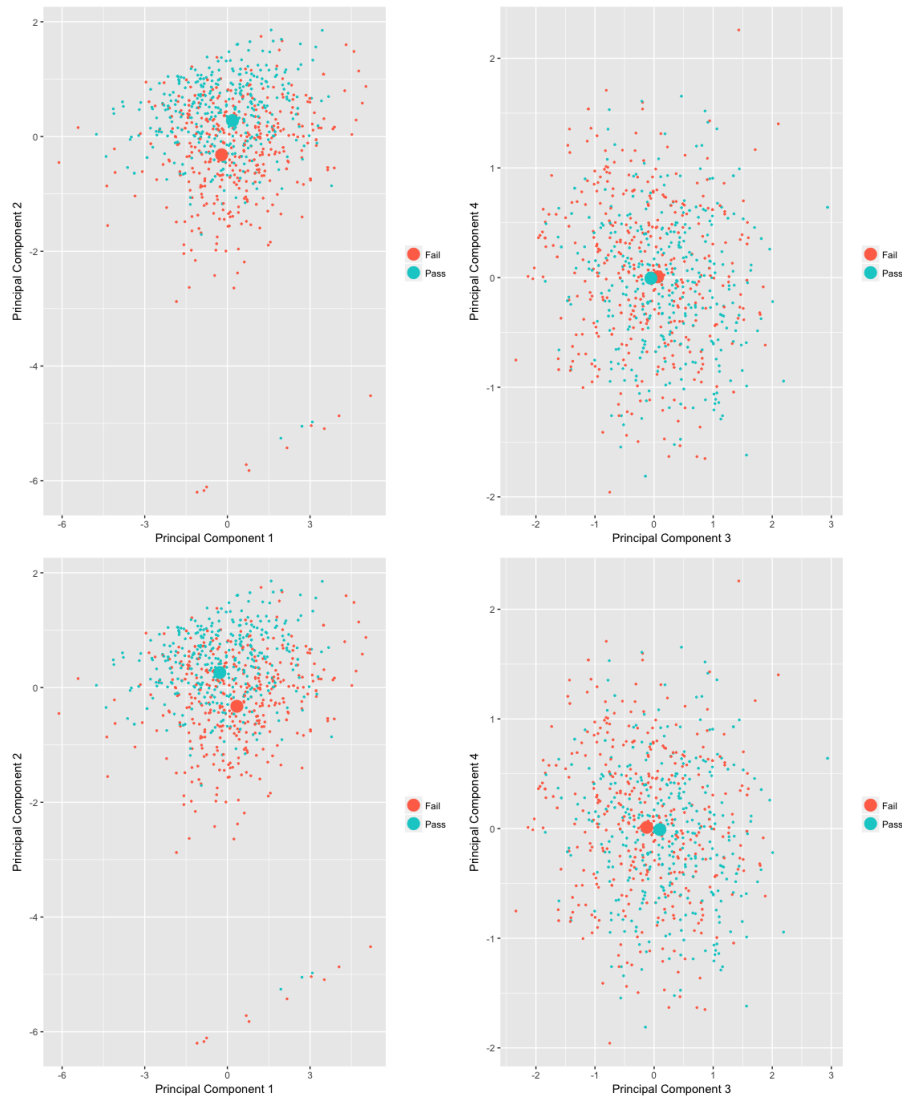 2
0
-2
-4
-6
-6 -3 0 3
Principal Component 1
Principal Component 2
Fail
Pass
2
1
0
-1
-2
-2 -1 0 1 2 3
Principal Component 3
Principal Component 4
Fail
Pass
2
0
-2
-4
-6
-6 -3 0 3
Principal Component 1
Principal Component 2
Fail
Pass
2
1
0
-1
-2
-2 -1 0 1 2 3
Principal Component 3
Principal Component 4
Fail
Pass